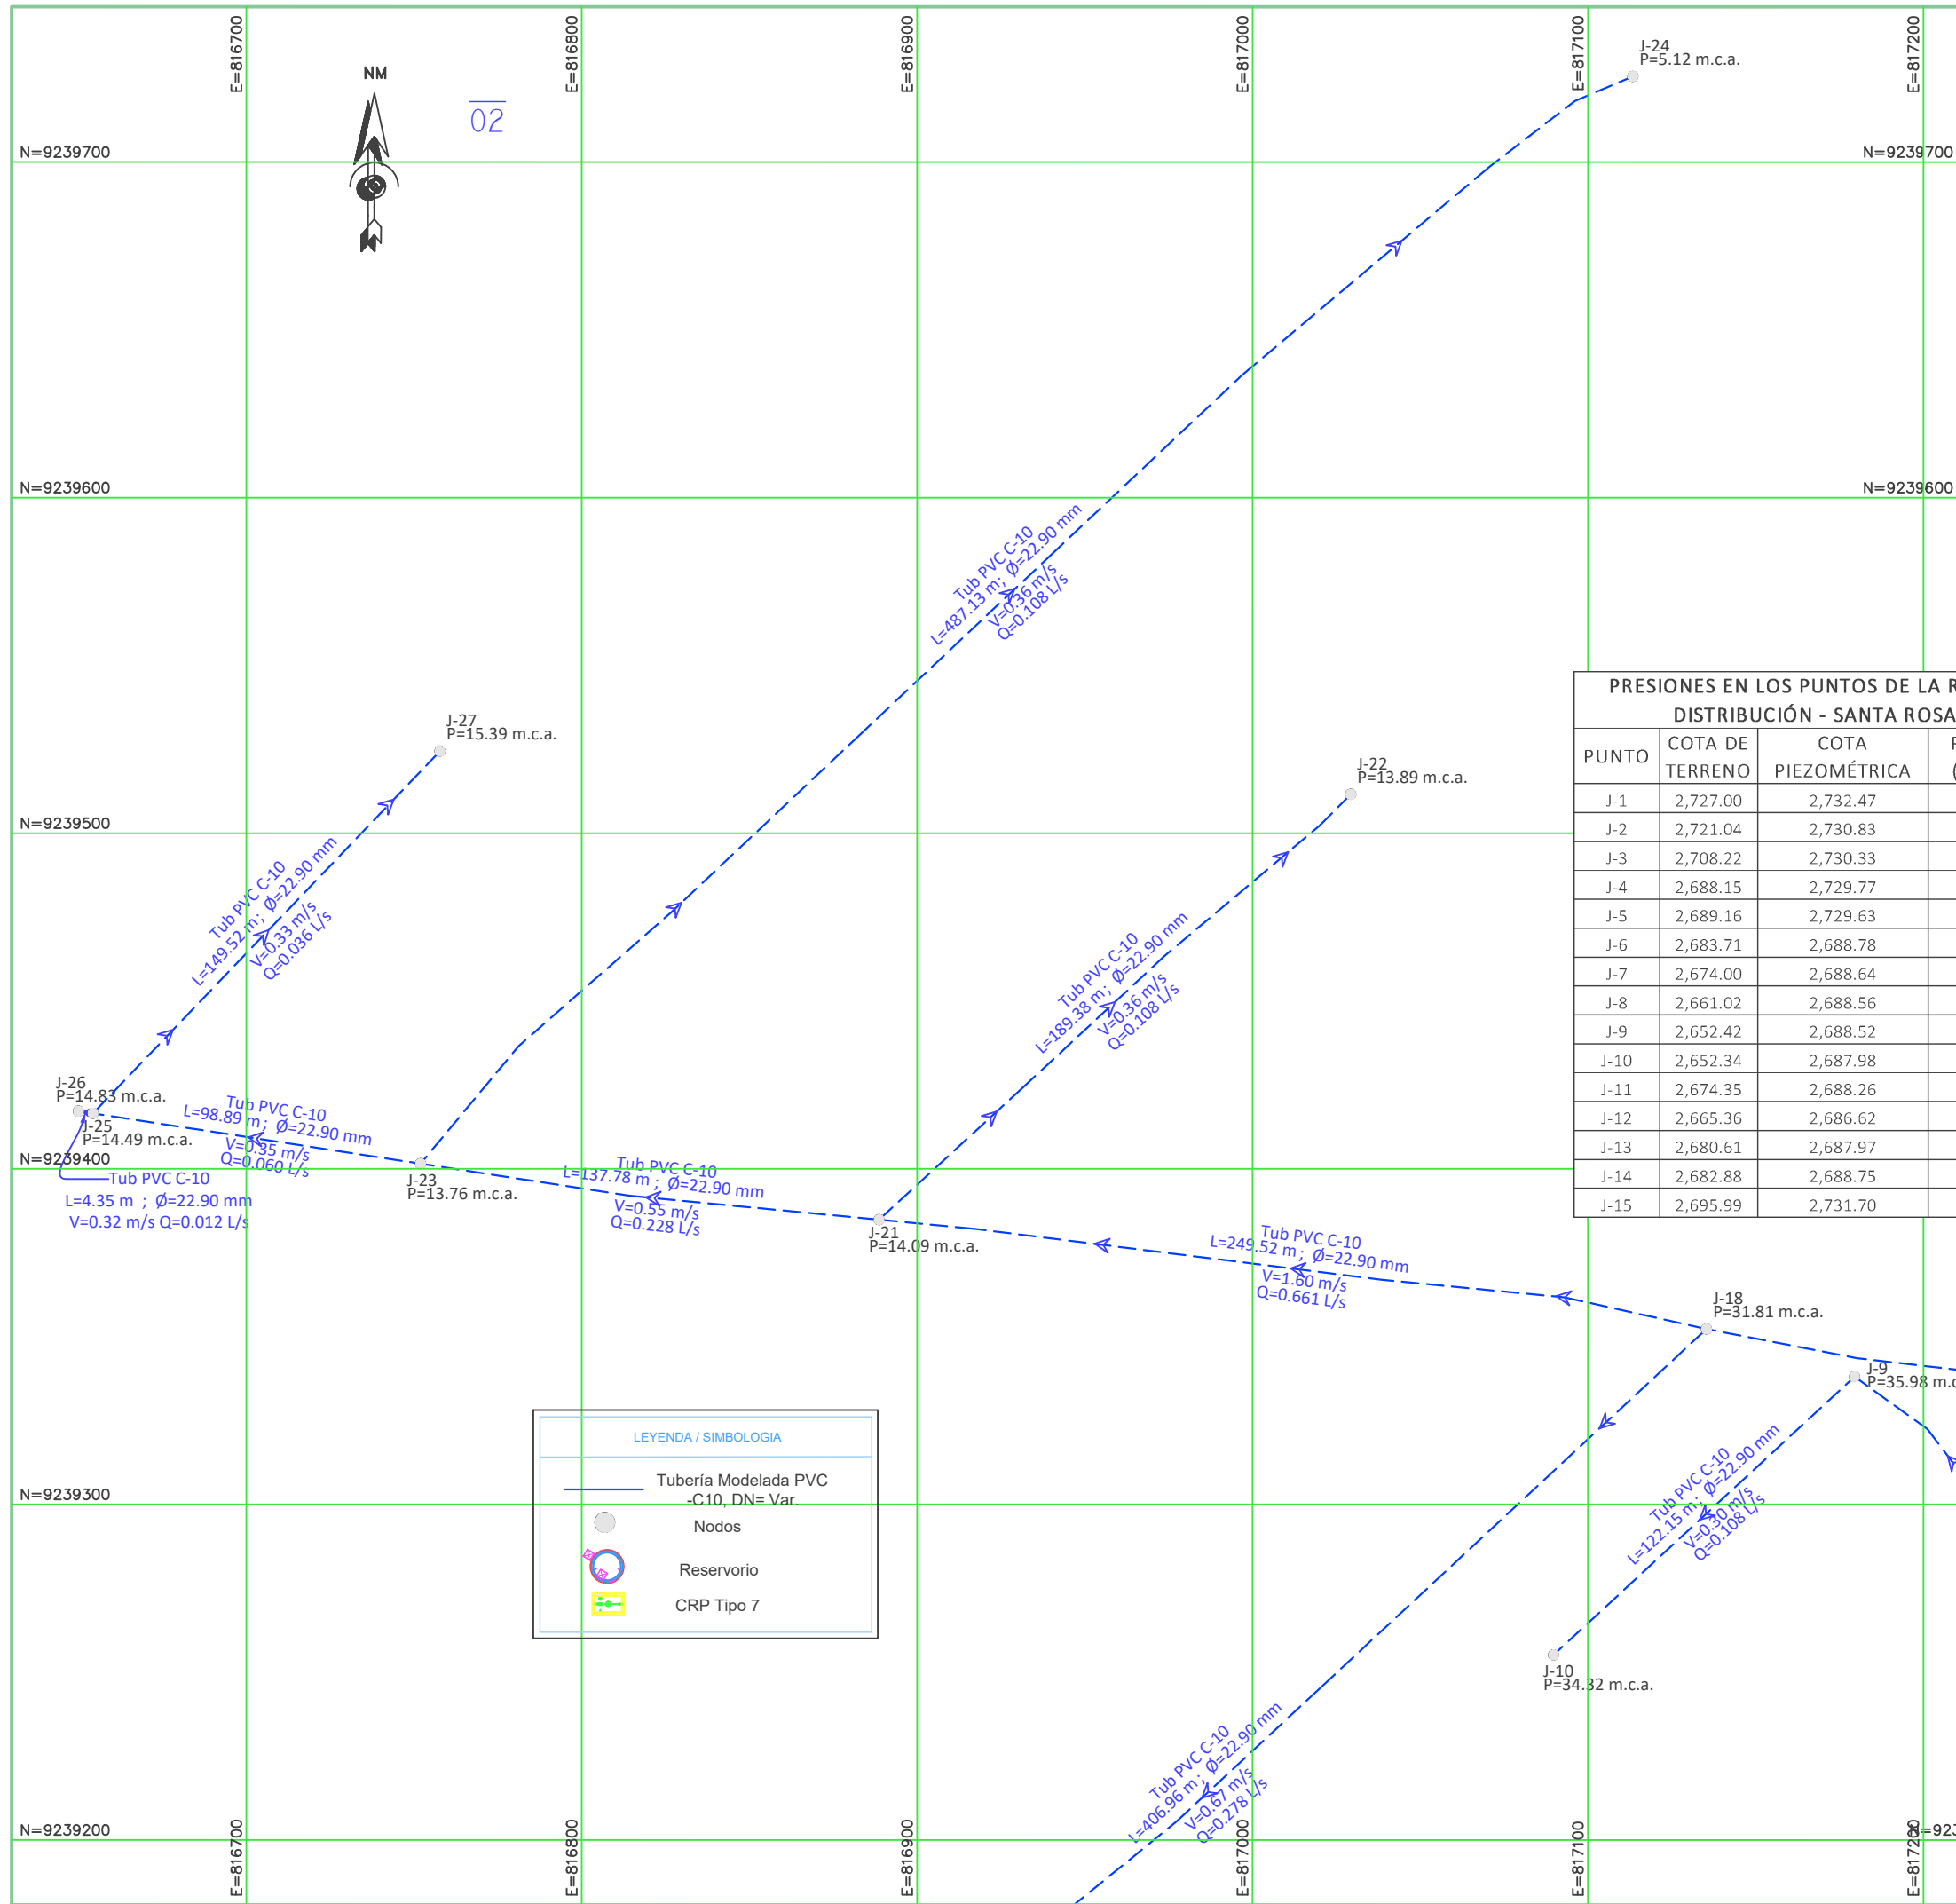 E=816700
E=816800
E=816900
E=817000
E=817100
E=817200
NM
02
J-24
P=5.12 m.c.a.
N=9239700
N=9239700
N=9239600
N=9239600
Tub PVC C-10
L=487.13 m ; Ø=22.90 mm
V=0.36 m/s
Q=0.108 L/s
J-27
P=15.39 m.c.a.
J-22
P=13.89 m.c.a.
N=9239500
Tub PVC C-10
L=149.52 m ; Ø=22.90 mm
V=0.33 m/s
Q=0.036 L/s
Tub PVC C-10
L=189.38 m ; Ø=22.90 mm
V=0.36 m/s
Q=0.108 L/s
PRESIONES EN LOS PUNTOS DE LA R
DISTRIBUCIÓN - SANTA ROSA
PUNTO COTA DE TERRENO COTA PIEZOMÉTRICA
J-1 2,727.00 2,732.47
J-2 2,721.04 2,730.83
J-3 2,708.22 2,730.33
J-4 2,688.15 2,729.77
J-5 2,689.16 2,729.63
J-6 2,683.71 2,688.78
J-7 2,674.00 2,688.64
J-8 2,661.02 2,688.56
J-9 2,652.42 2,688.52
J-10 2,652.34 2,687.98
J-11 2,674.35 2,688.26
J-12 2,665.36 2,686.62
J-13 2,680.61 2,687.97
J-14 2,682.88 2,688.75
J-15 2,695.99 2,731.70
J-26
P=14.83 m.c.a.
J-25
P=14.49 m.c.a.
Tub PVC C-10
L=98.89 m ; Ø=22.90 mm
V=0.35 m/s
Q=0.060 L/s
N=9239400
Tub PVC C-10
L=4.35 m ; Ø=22.90 mm
V=0.32 m/s Q=0.012 L/s
J-23
P=13.76 m.c.a.
Tub PVC C-10
L=137.78 m ; Ø=22.90 mm
V=0.55 m/s
Q=0.228 L/s
J-21
P=14.09 m.c.a.
Tub PVC C-10
L=249.52 m ; Ø=22.90 mm
V=1.60 m/s
Q=0.661 L/s
J-18
P=31.81 m.c.a.
J-9
P=35.98 m.c
LEYENDA / SIMBOLOGIA
Tubería Modelada PVC
-C10, DN= Var.
Nodos
Reservorio
CRP Tipo 7
N=9239300
Tub PVC C-10
L=122.15 m ; Ø=22.90 mm
V=0.30 m/s
Q=0.108 L/s
J-10
P=34.32 m.c.a.
Tub PVC C-10
L=406.96 m ; Ø=22.90 mm
V=0.67 m/s
Q=0.278 L/s
N=9239200
N=923
E=816700
E=816800
E=816900
E=817000
E=817100
E=817200